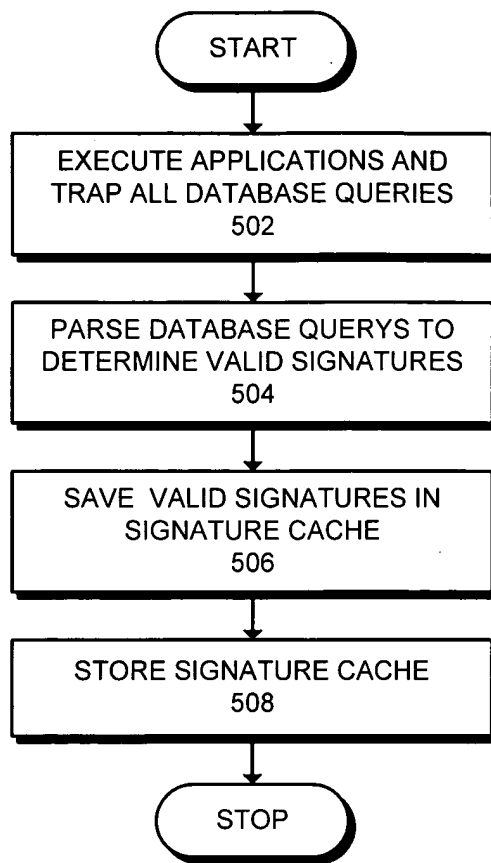 START
EXECUTE APPLICATIONS AND
TRAP ALL DATABASE QUERIES
502
PARSE DATABASE QUERYS TO
DETERMINE VALID SIGNATURES
504
SAVE VALID SIGNATURES IN
SIGNATURE CACHE
506
STORE SIGNATURE CACHE
508
STOP